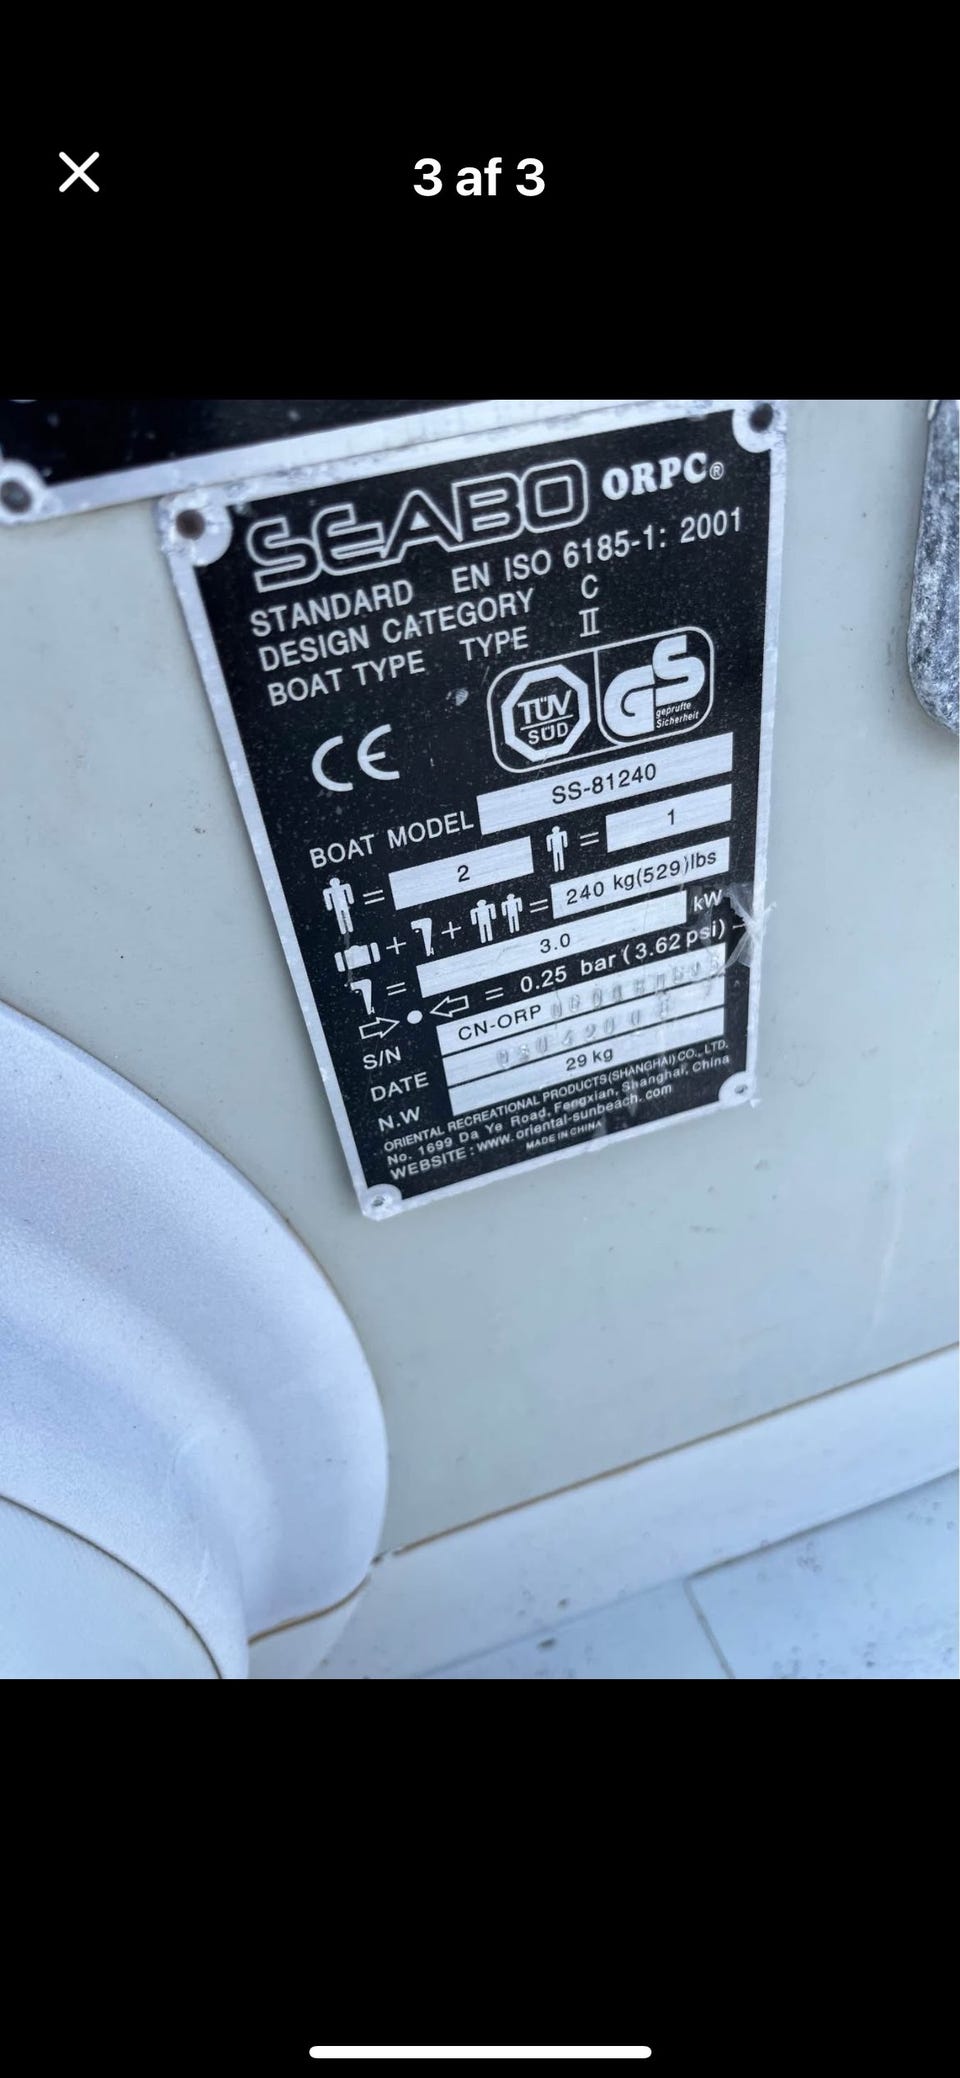 3 af 3
SEABO ORPC®
STANDARD EN ISO 6185-1: 2001
DESIGN CATEGORY C
BOAT TYPE TYPE II
CE
TÜV
SÜD
GS
geprufte
Sicherheit
BOAT MODEL SS-81240
= 2 = 1
+ + = 240 kg(529)lbs
= 3.0 kW
= 0.25 bar (3.62 psi)
S/N CN-ORP
DATE
N.W 29 kg
ORIENTAL RECREATIONAL PRODUCTS(SHANGHAI)CO., LTD.
No. 1699 Da Ye Road, Fengxian, Shanghai, China
WEBSITE: www.oriental-sunbeach.com
MADE IN CHINA